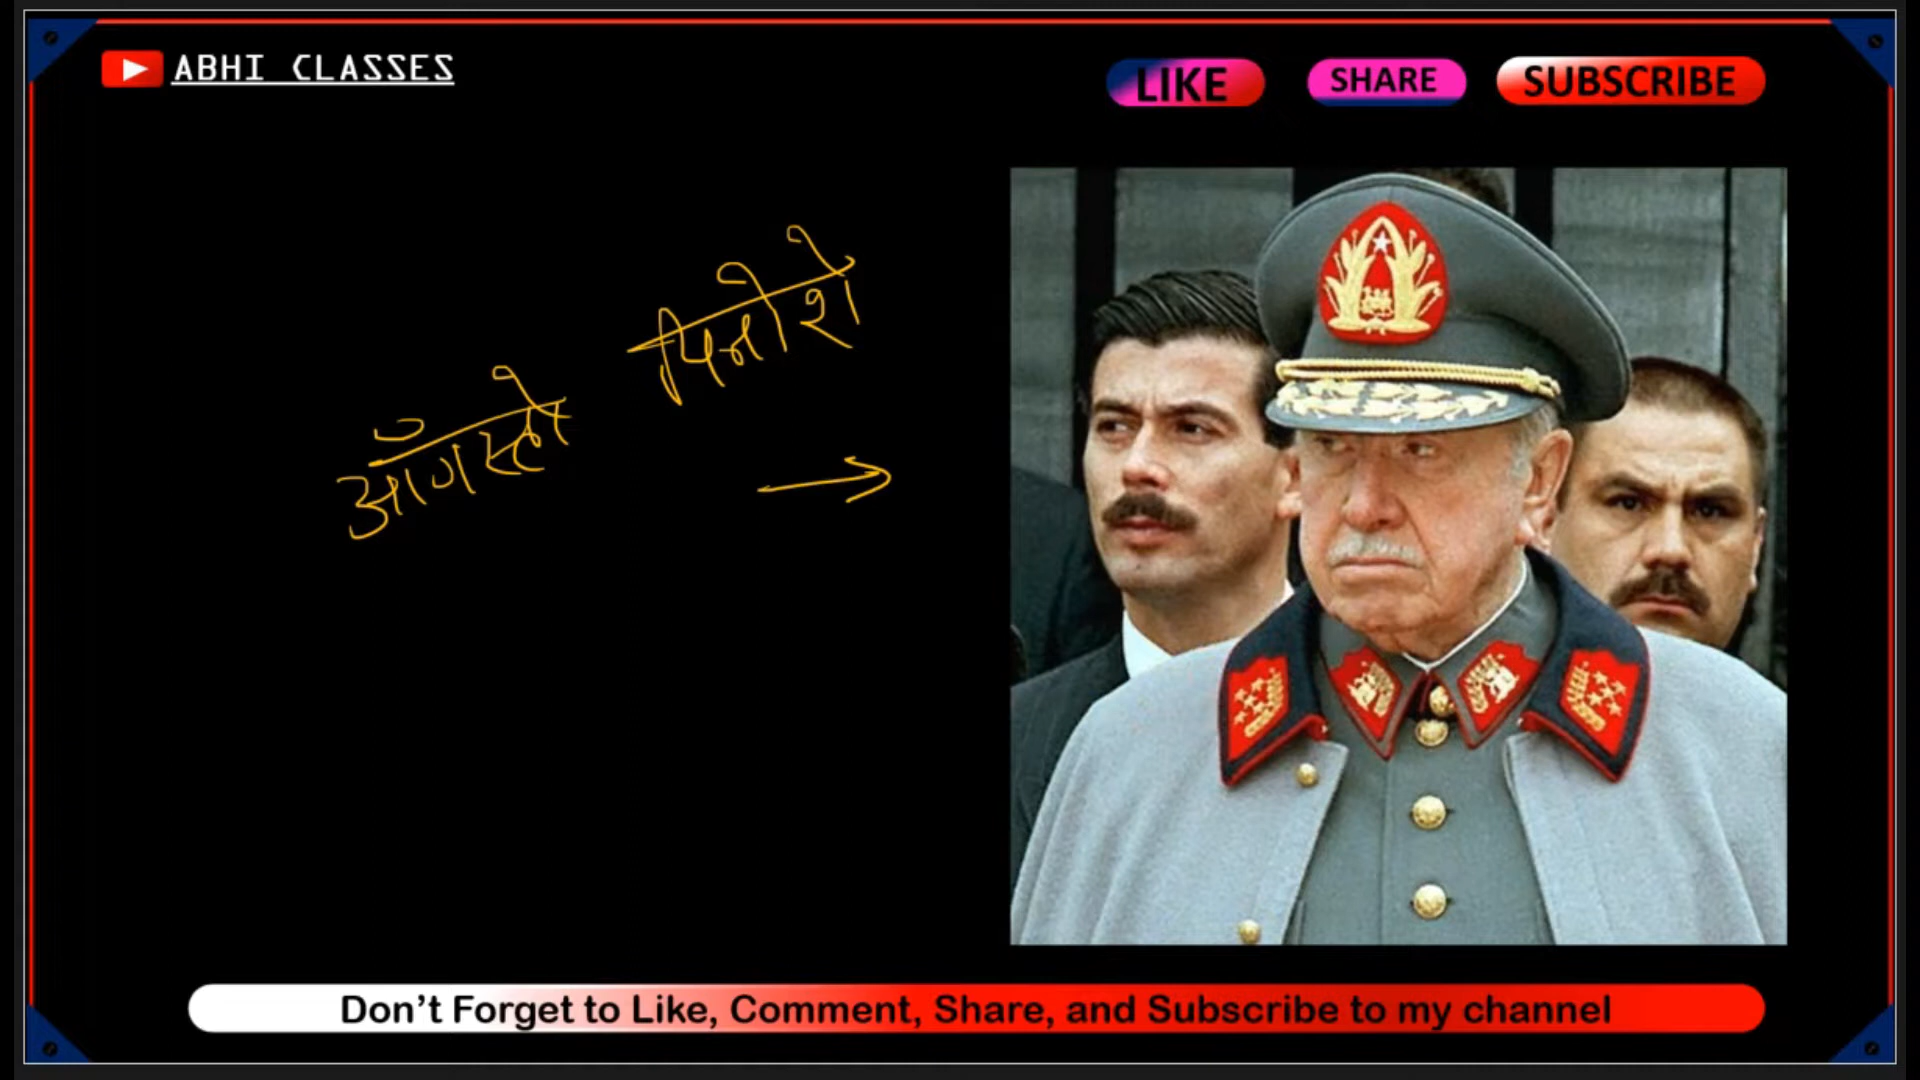 ABHI CLASSES
LIKE
SHARE
SUBSCRIBE
ऑगस्तो पिनोशे
Don't Forget to Like, Comment, Share, and Subscribe to my channel